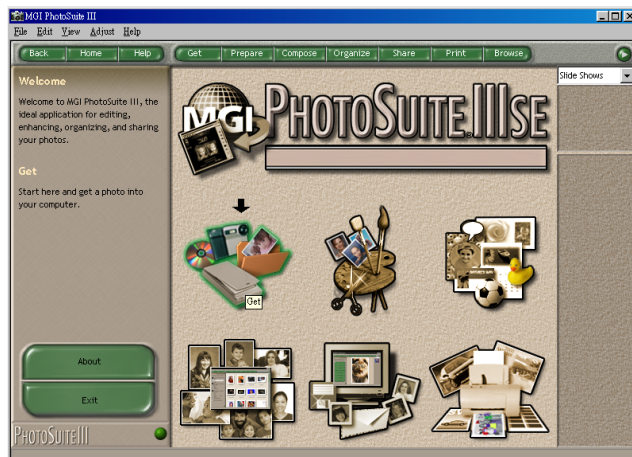 MGI PhotoSuite III
File Edit View Adjust Help
Back Home Help Get Prepare Compose Organize Share Print Browse
Welcome
Welcome to MGI PhotoSuite III, the
ideal application for editing,
enhancing, organizing, and sharing
your photos.
Get
Start here and get a photo into
your computer.
About
Exit
PHOTOSUITEIII
MGI PHOTOSUITE.IIISE
Get
Slide Shows